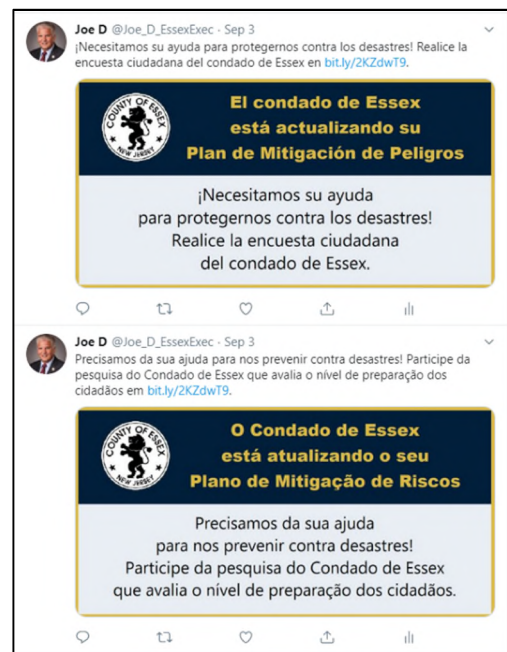 Joe D @Joe_D_EssexExec · Sep 3
¡Necesitamos su ayuda para protegernos contra los desastres! Realice la
encuesta ciudadana del condado de Essex en bit.ly/2KZdwT9.
COUNTY OF ESSEX
NEW JERSEY
El condado de Essex
está actualizando su
Plan de Mitigación de Peligros
¡Necesitamos su ayuda
para protegernos contra los desastres!
Realice la encuesta ciudadana
del condado de Essex.
Joe D @Joe_D_EssexExec · Sep 3
Precisamos da sua ajuda para nos prevenir contra desastres! Participe da
pesquisa do Condado de Essex que avalia o nível de preparação dos
cidadãos em bit.ly/2KZdwT9.
COUNTY OF ESSEX
NEW JERSEY
O Condado de Essex
está atualizando o seu
Plano de Mitigação de Riscos
Precisamos da sua ajuda
para nos prevenir contra desastres!
Participe da pesquisa do Condado de Essex
que avalia o nível de preparação dos cidadãos.